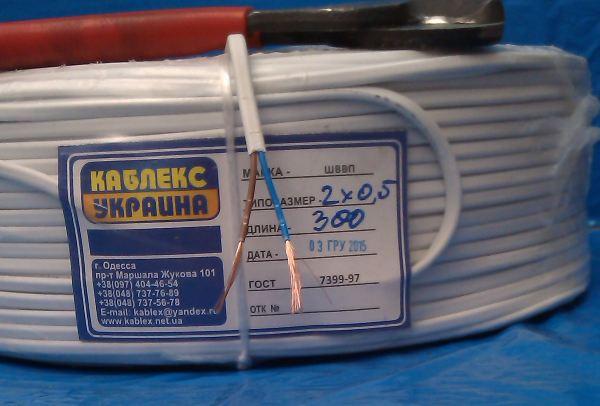 КАБЛЕКС
УКРАИНА
г. Одесса
пр-т Маршала Жукова 101
+38(097) 404-46-54
+38(048) 737-76-89
+38(048) 737-56-78
E-mail: kablex@yandex.ru
www.kablex.net.ua
МАРКА - ШВВП
ТИПОРАЗМЕР - 2x0,5
ДЛИНА - 300
ДАТА - 03 ГРУ 2015
ГОСТ 7399-97
ОТК №